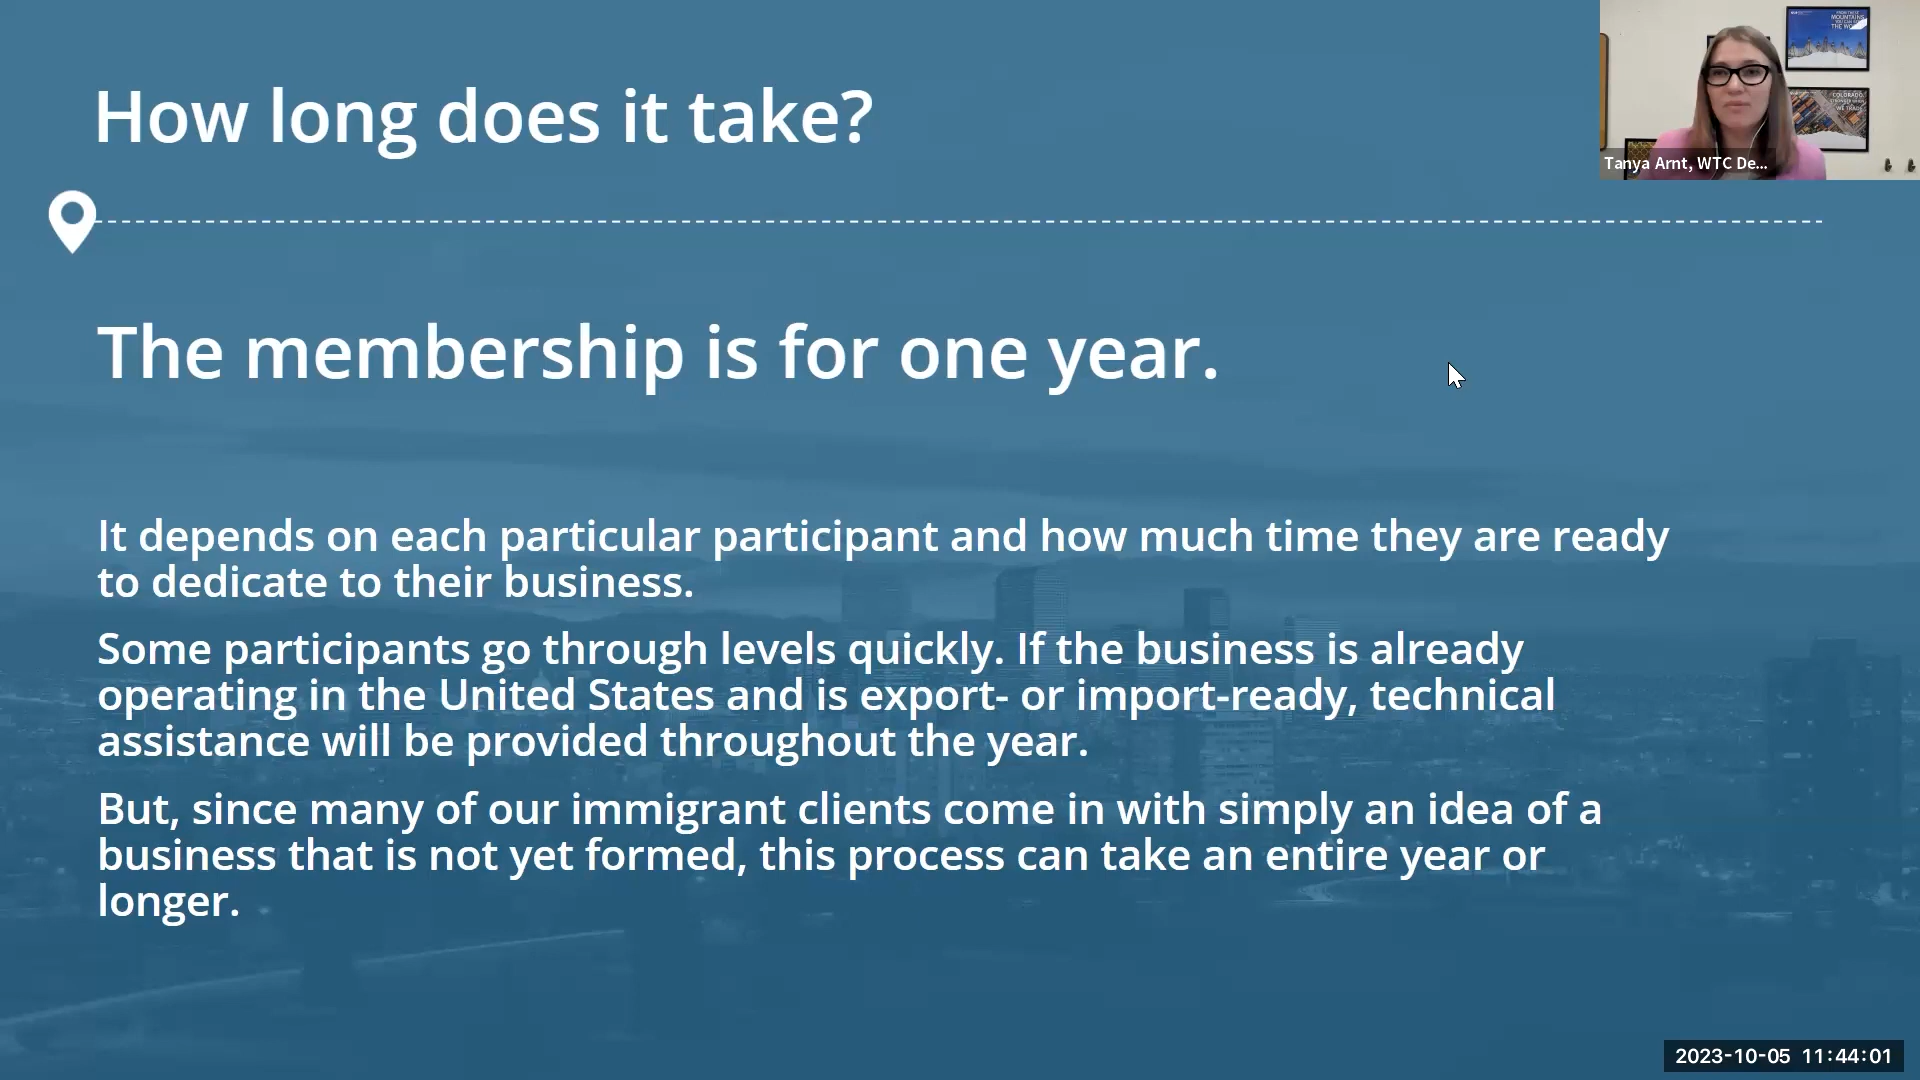 How long does it take?
The membership is for one year.
It depends on each particular participant and how much time they are ready
to dedicate to their business.
Some participants go through levels quickly. If the business is already
operating in the United States and is export- or import-ready, technical
assistance will be provided throughout the year.
But, since many of our immigrant clients come in with simply an idea of a
business that is not yet formed, this process can take an entire year or
longer.
MOUNTAINS
THE
COLORADO
WE TRADE
Tanya Arnt, WTC De...
2023-10-05 11:44:01